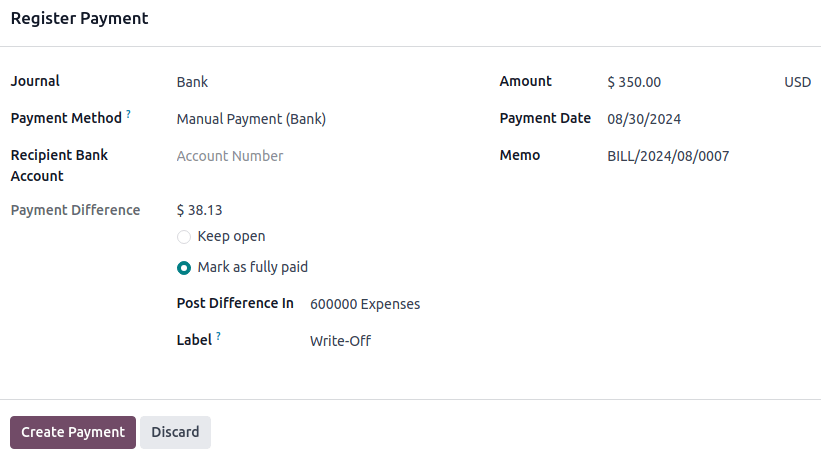 Register Payment
Journal Bank Amount $ 350.00 USD
Payment Method ? Manual Payment (Bank) Payment Date 08/30/2024
Recipient Bank Account Account Number Memo BILL/2024/08/0007
Payment Difference $ 38.13
Keep open
Mark as fully paid
Post Difference In 600000 Expenses
Label ? Write-Off
Create Payment Discard